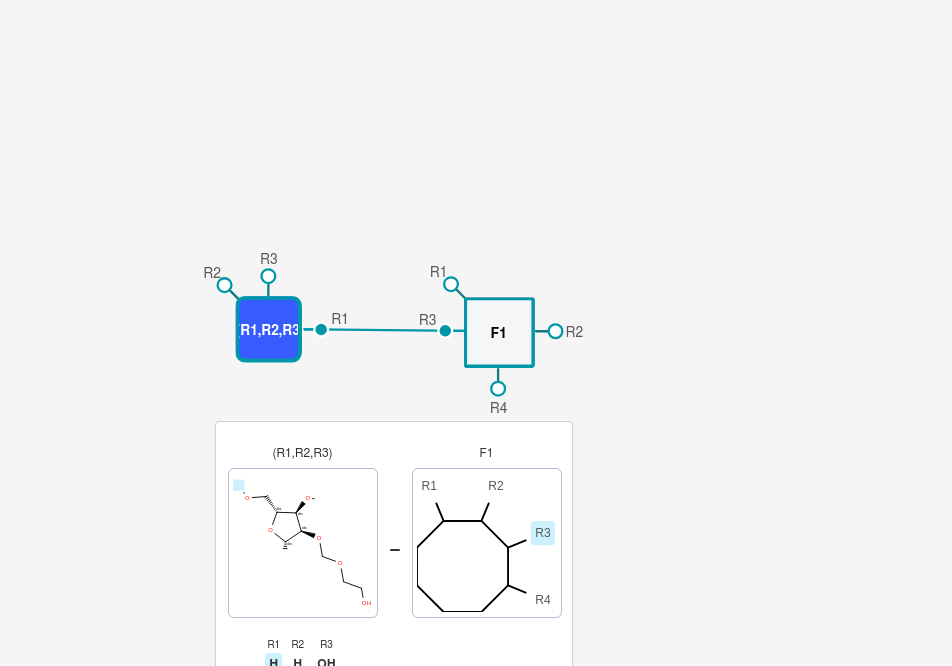 R3
R2
R1
R1,R2,R3
R1
R3
F1
R2
R4
(R1,R2,R3)
F1
O
O
O
O
O
OH
R1
R2
R3
R4
R1 R2 R3
H H OH